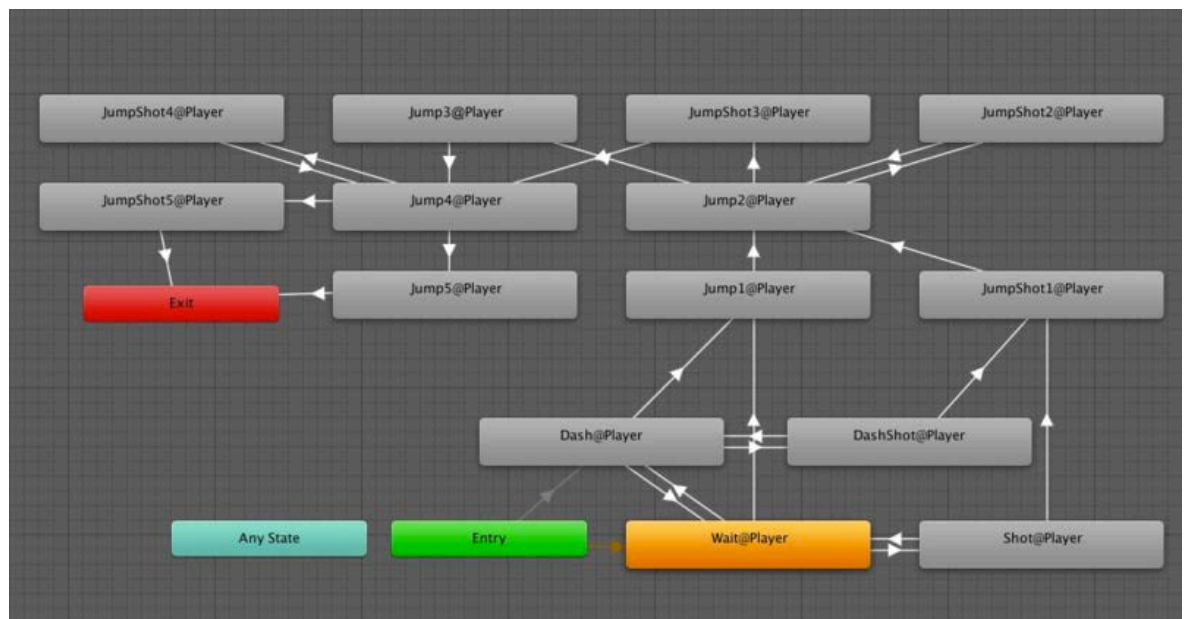 JumpShot4@Player
Jump3@Player
JumpShot3@Player
JumpShot2@Player
JumpShot5@Player
Jump4@Player
Jump2@Player
Exit
Jump5@Player
Jump1@Player
JumpShot1@Player
Dash@Player
DashShot@Player
Any State
Entry
Wait@Player
Shot@Player